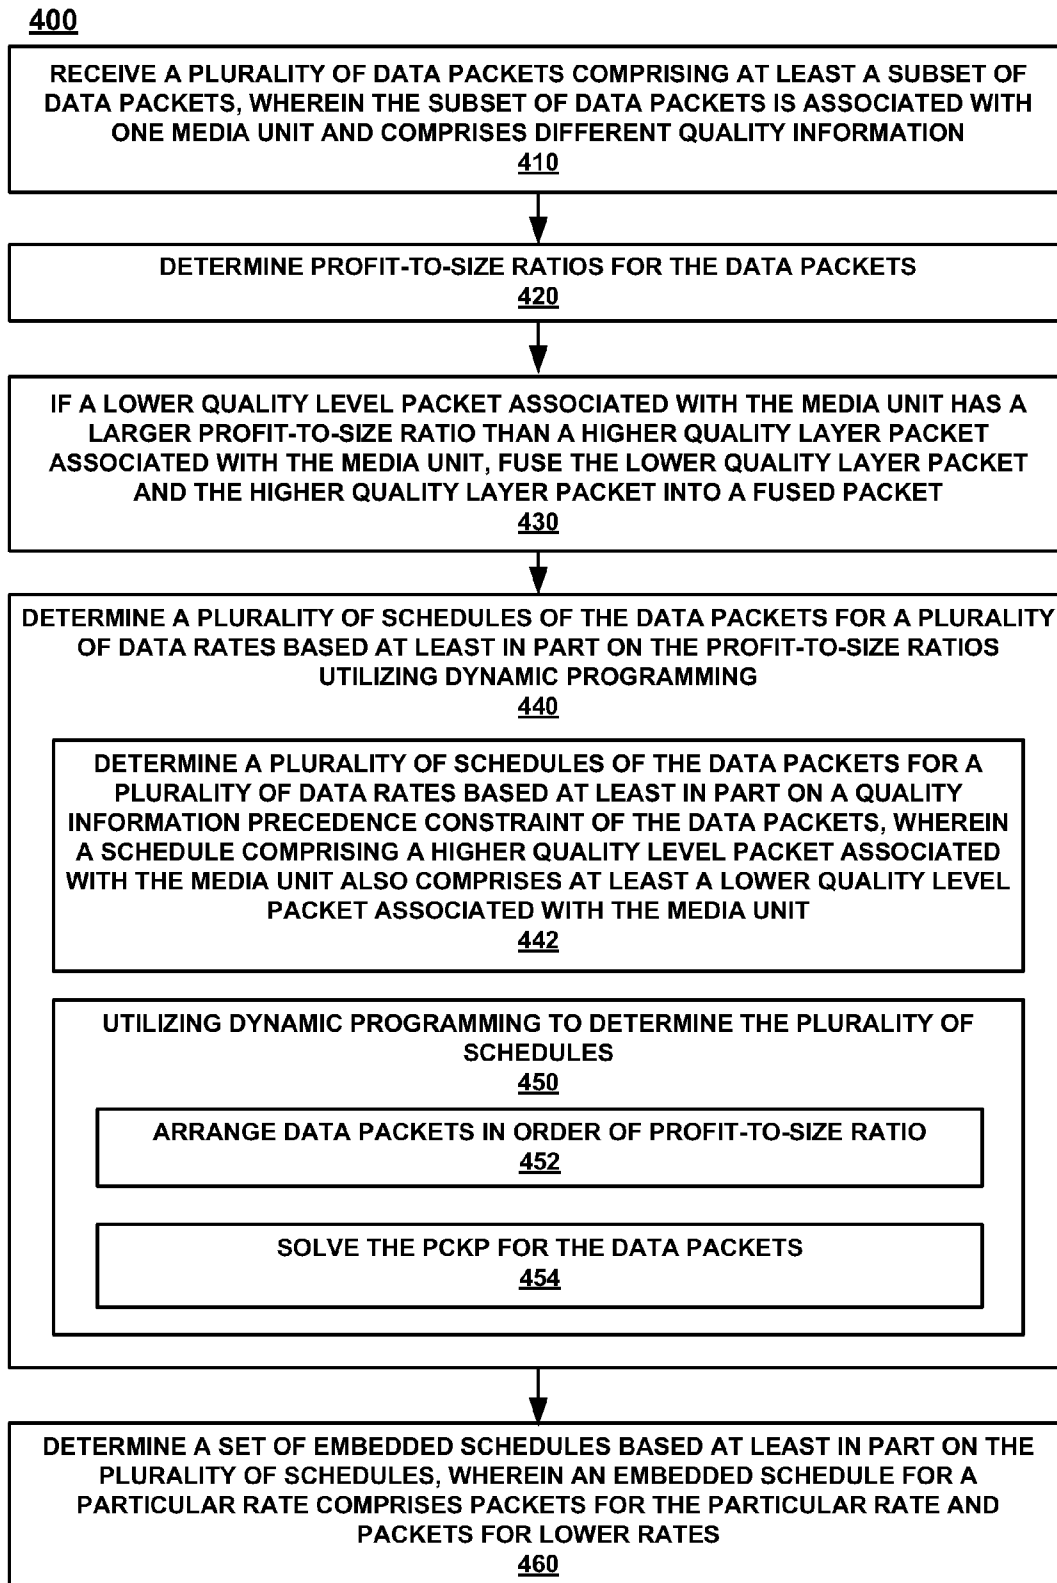 400
RECEIVE A PLURALITY OF DATA PACKETS COMPRISING AT LEAST A SUBSET OF
DATA PACKETS, WHEREIN THE SUBSET OF DATA PACKETS IS ASSOCIATED WITH
ONE MEDIA UNIT AND COMPRISES DIFFERENT QUALITY INFORMATION
410
DETERMINE PROFIT-TO-SIZE RATIOS FOR THE DATA PACKETS
420
IF A LOWER QUALITY LEVEL PACKET ASSOCIATED WITH THE MEDIA UNIT HAS A
LARGER PROFIT-TO-SIZE RATIO THAN A HIGHER QUALITY LAYER PACKET
ASSOCIATED WITH THE MEDIA UNIT, FUSE THE LOWER QUALITY LAYER PACKET
AND THE HIGHER QUALITY LAYER PACKET INTO A FUSED PACKET
430
DETERMINE A PLURALITY OF SCHEDULES OF THE DATA PACKETS FOR A PLURALITY
OF DATA RATES BASED AT LEAST IN PART ON THE PROFIT-TO-SIZE RATIOS
UTILIZING DYNAMIC PROGRAMMING
440
DETERMINE A PLURALITY OF SCHEDULES OF THE DATA PACKETS FOR A
PLURALITY OF DATA RATES BASED AT LEAST IN PART ON A QUALITY
INFORMATION PRECEDENCE CONSTRAINT OF THE DATA PACKETS, WHEREIN
A SCHEDULE COMPRISING A HIGHER QUALITY LEVEL PACKET ASSOCIATED
WITH THE MEDIA UNIT ALSO COMPRISES AT LEAST A LOWER QUALITY LEVEL
PACKET ASSOCIATED WITH THE MEDIA UNIT
442
UTILIZING DYNAMIC PROGRAMMING TO DETERMINE THE PLURALITY OF
SCHEDULES
450
ARRANGE DATA PACKETS IN ORDER OF PROFIT-TO-SIZE RATIO
452
SOLVE THE PCKP FOR THE DATA PACKETS
454
DETERMINE A SET OF EMBEDDED SCHEDULES BASED AT LEAST IN PART ON THE
PLURALITY OF SCHEDULES, WHEREIN AN EMBEDDED SCHEDULE FOR A
PARTICULAR RATE COMPRISES PACKETS FOR THE PARTICULAR RATE AND
PACKETS FOR LOWER RATES
460